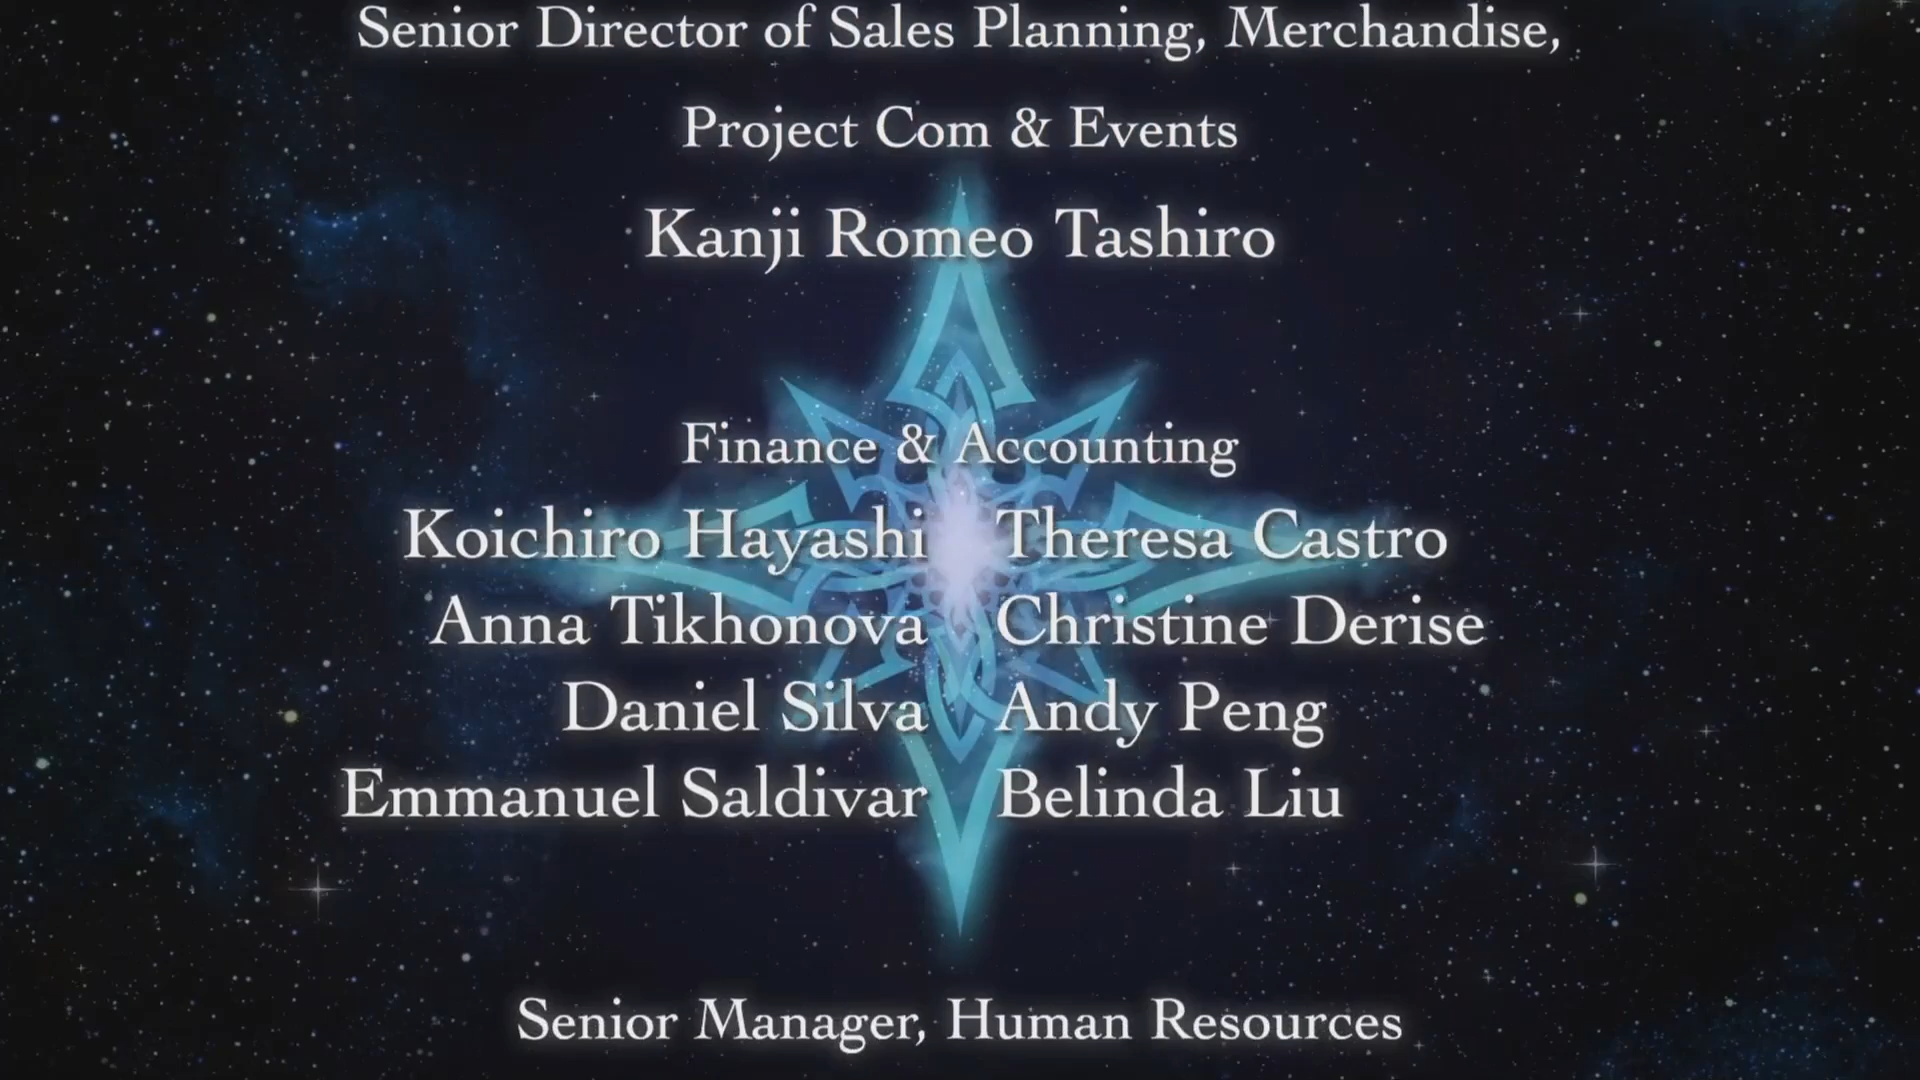 Senior Director of Sales Planning, Merchandise,
Project Com & Events
Kanji Romeo Tashiro
Finance & Accounting
Koichiro Hayashi Theresa Castro
Anna Tikhonova Christine Derise
Daniel Silva Andy Peng
Emmanuel Saldivar Belinda Liu
Senior Manager, Human Resources